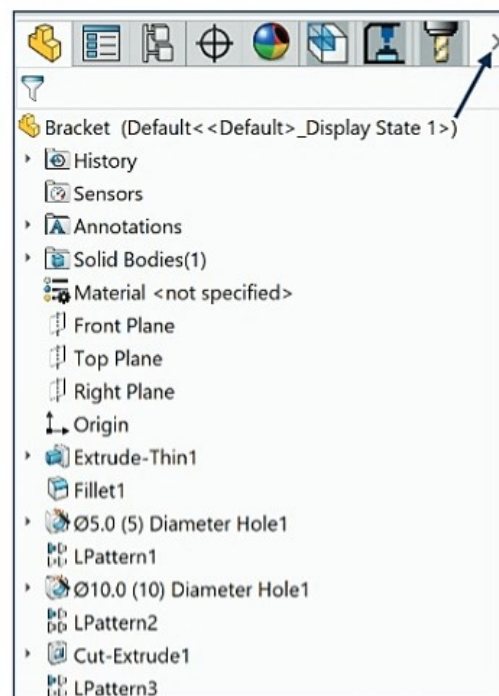 Bracket (Default<<Default>_Display State 1>)
History
Sensors
Annotations
Solid Bodies(1)
Material <not specified>
Front Plane
Top Plane
Right Plane
Origin
Extrude-Thin1
Fillet1
Ø5.0 (5) Diameter Hole1
LPattern1
Ø10.0 (10) Diameter Hole1
LPattern2
Cut-Extrude1
LPattern3